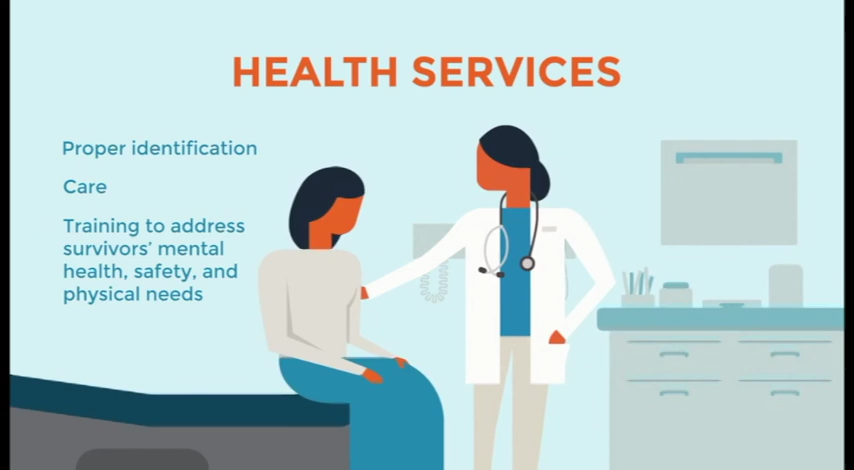 HEALTH SERVICES
Proper identification
Care
Training to address
survivors’ mental
health, safety, and
physical needs